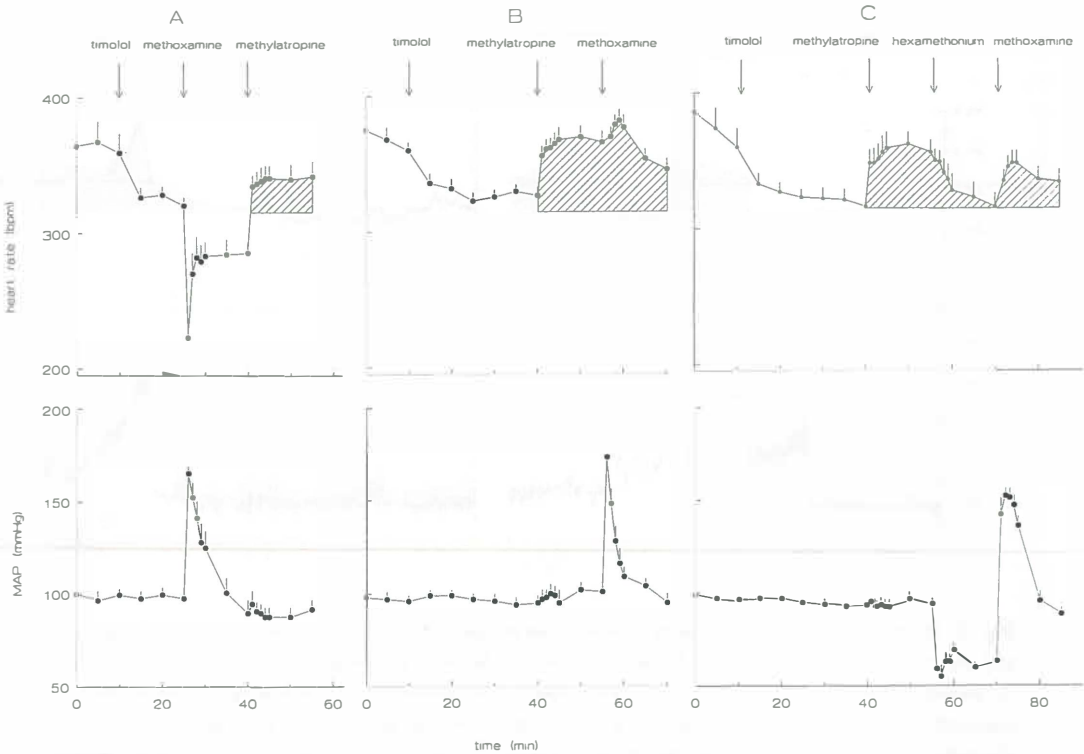 A
B
C
timolol methoxamine methylatropine
timolol methylatropine methoxamine
timolol methylatropine hexamethonium methoxamine
heart rate (bpm)
400
300
200
MAP (mmHg)
200
150
100
50
0 20 40 60
0 20 40 60
0 20 40 60 80
time (min)